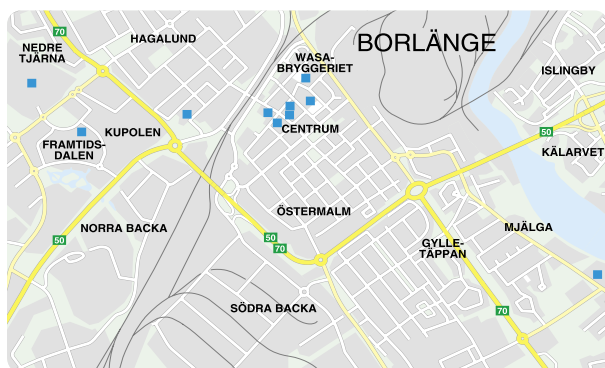 70
HAGALUND
BORLÄNGE
NEDRE
TJÄRNA
WASA-
BRYGGERIET
ISLINGBY
KUPOLEN
CENTRUM
50
FRAMTIDS-
DALEN
KÄLARVET
ÖSTERMALM
NORRA BACKA
MJÄLGA
50
50
70
GYLLE-
TÄPPAN
SÖDRA BACKA
70
70